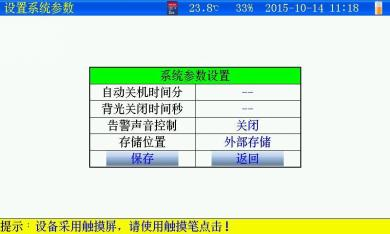 设置系统参数 23.8℃ 33% 2015-10-14 11:18
系统参数设置
自动关机时间分 --
背光关闭时间秒 --
告警声音控制 关闭
存储位置 外部存储
保存 返回
提示：设备采用触摸屏，请使用触摸笔点击！